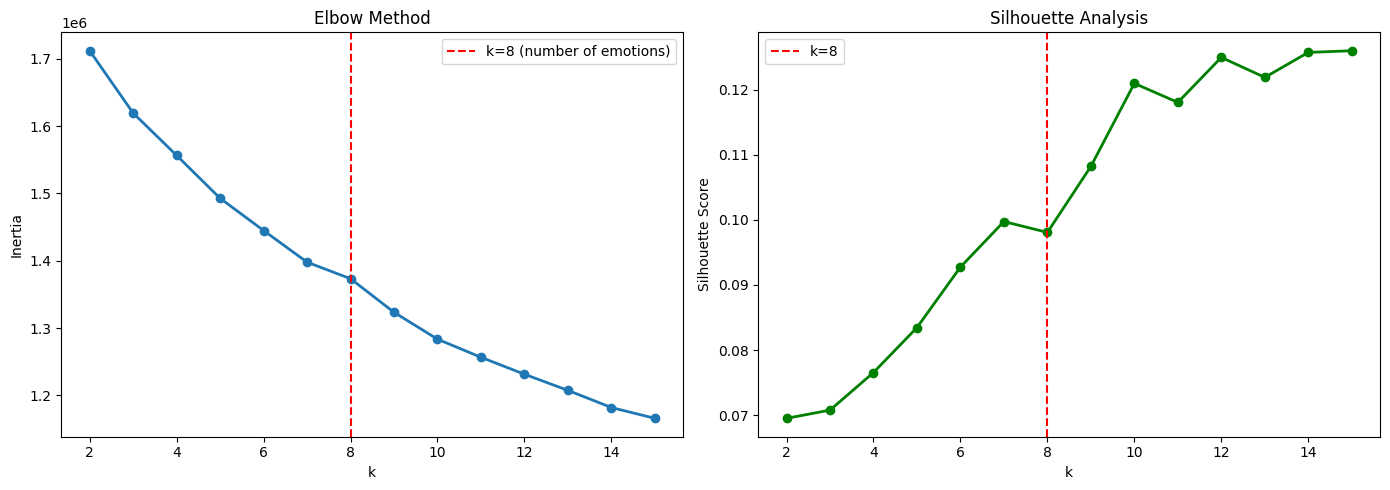 Elbow Method
1e6
1.7
1.6
1.5
1.4
1.3
1.2
Inertia
k=8 (number of emotions)
2 4 6 8 10 12 14
k
Silhouette Analysis
k=8
0.12
0.11
0.10
0.09
0.08
0.07
Silhouette Score
2 4 6 8 10 12 14
k